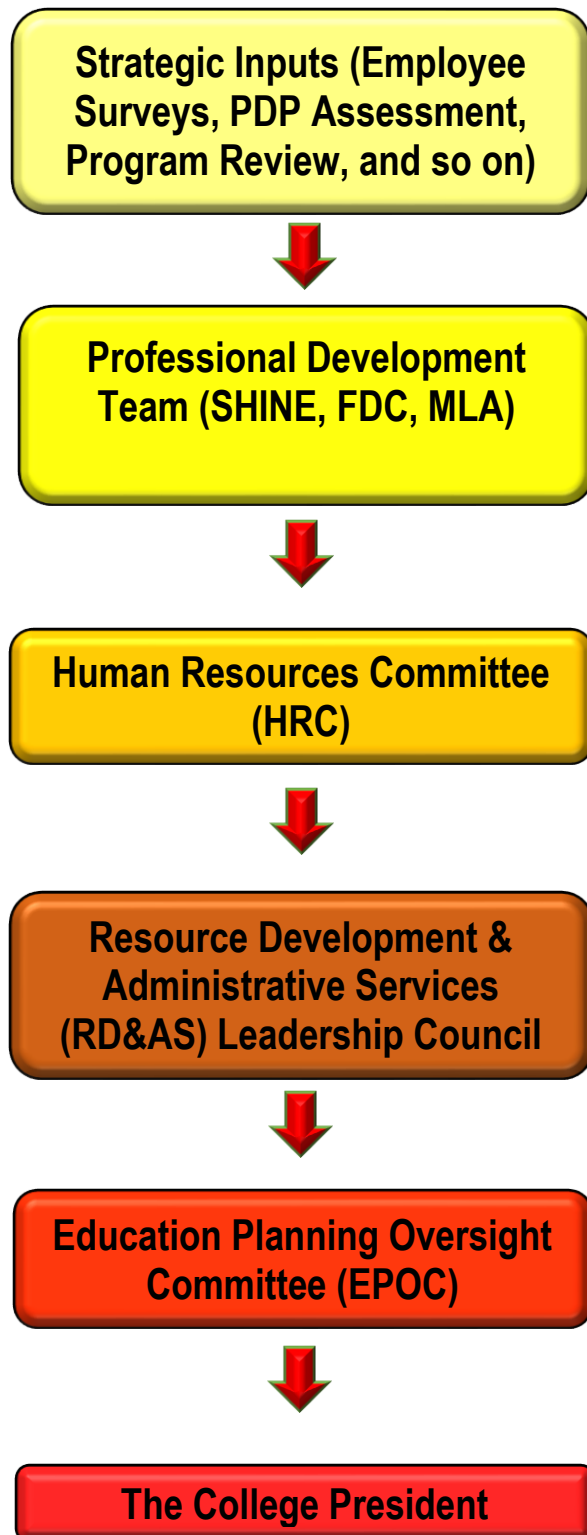 Strategic Inputs (Employee
Surveys, PDP Assessment,
Program Review, and so on)
Professional Development
Team (SHINE, FDC, MLA)
Human Resources Committee
(HRC)
Resource Development &
Administrative Services
(RD&AS) Leadership Council
Education Planning Oversight
Committee (EPOC)
The College President